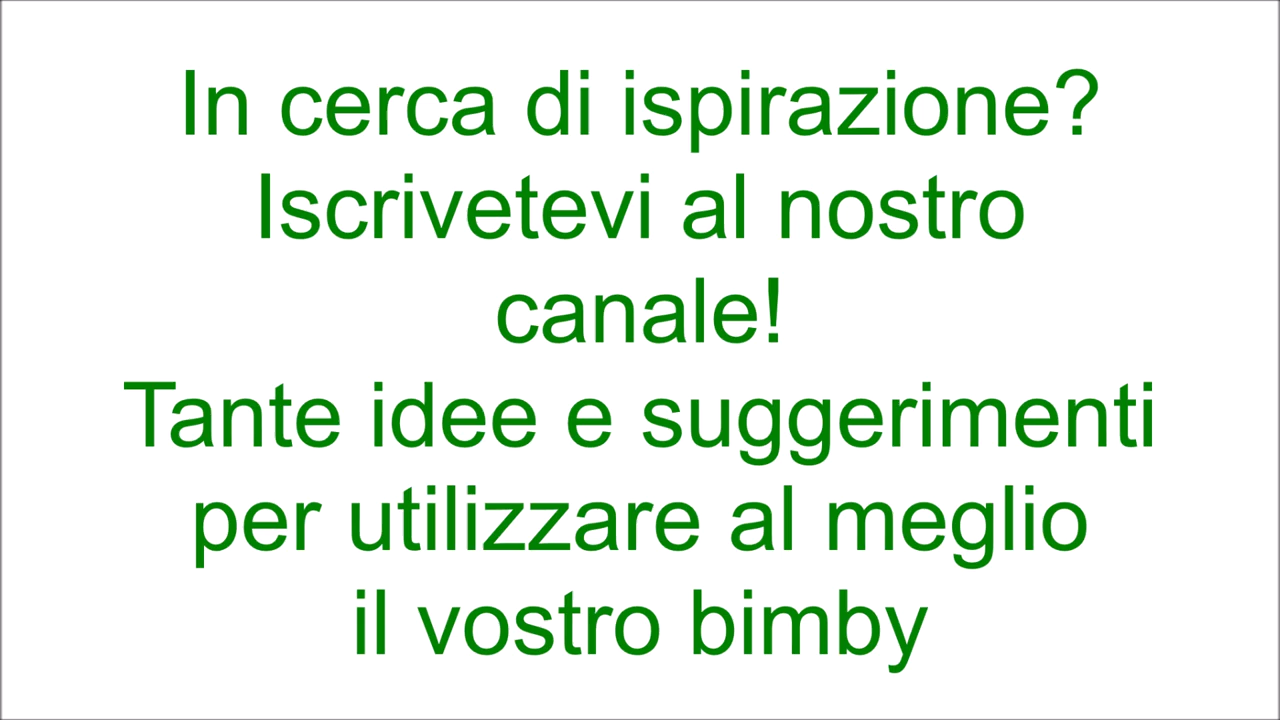 In cerca di ispirazione?
Iscrivetevi al nostro
canale!
Tante idee e suggerimenti
per utilizzare al meglio
il vostro bimby